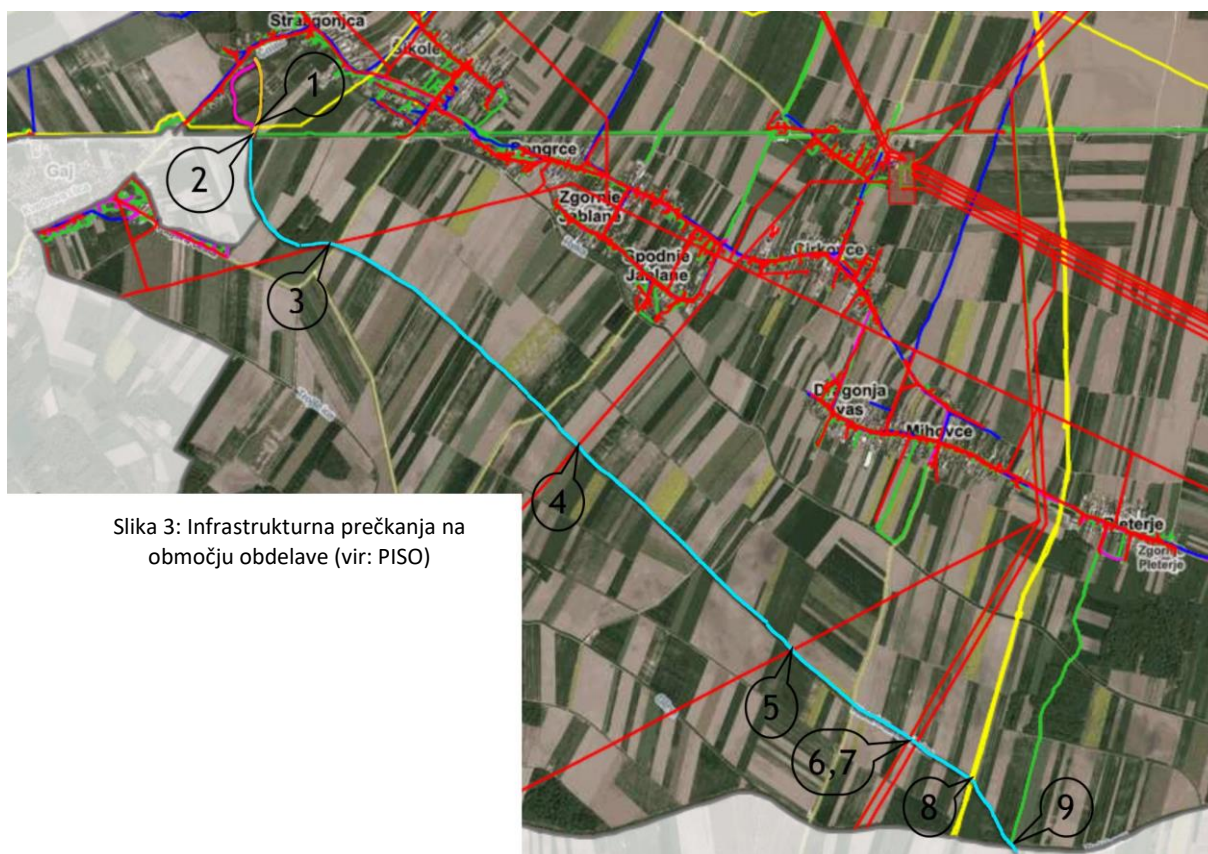 Stražgonjca
Šikole
1
2
Gaj
Pongrce
Zgornje
Jablane
Spodnje
Jablane
Cirkovce
3
Dragonja
vas
Mihovce
4
Pleterje
Zgornje
Pleterje
Slika 3: Infrastrukturna prečkanja na
območju obdelave (vir: PISO)
5
6,7
8
9